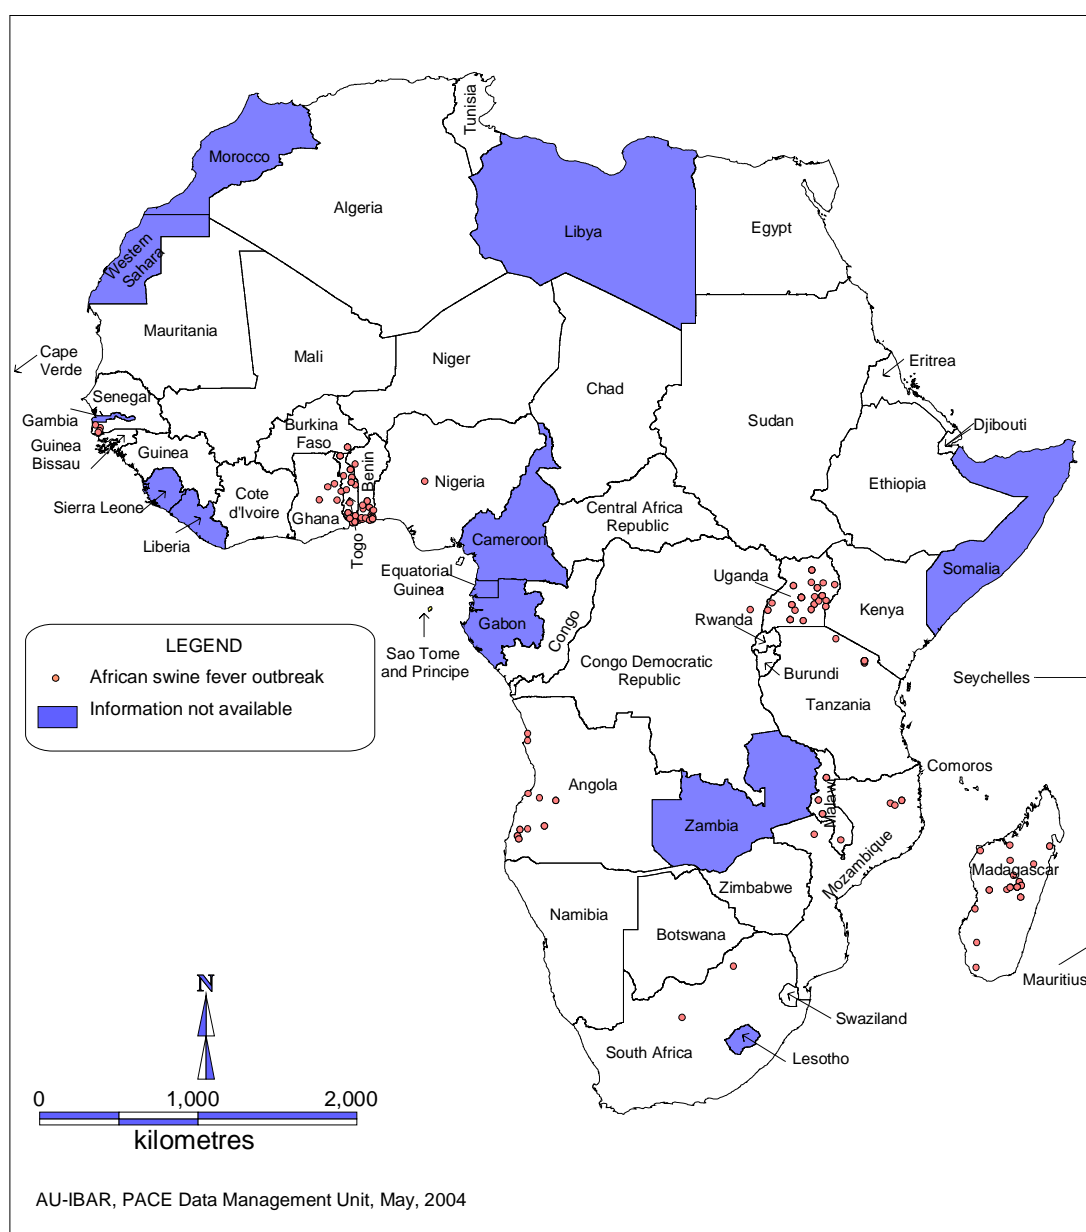 Tunisia
Morocco
Algeria
Libya
Egypt
Western
Sahara
Mauritania
Mali
Niger
Chad
Sudan
Eritrea
Cape
Verde
Senegal
Gambia
Guinea
Bissau
Guinea
Burkina
Faso
Benin
Nigeria
Djibouti
Ethiopia
Sierra Leone
Cote
d'Ivoire
Ghana
Togo
Liberia
Central Africa
Republic
Cameroon
Equatorial
Guinea
Somalia
Uganda
Kenya
Gabon
Congo
Rwanda
Sao Tome
and Principe
Congo Democratic
Republic
Burundi
Tanzania
Seychelles
LEGEND
African swine fever outbreak
Information not available
Angola
Comoros
Malawi
Zambia
Mozambique
Madagascar
Zimbabwe
Namibia
Botswana
Mauritius
Swaziland
South Africa
Lesotho
N
0 1,000 2,000
kilometres
AU-IBAR, PACE Data Management Unit, May, 2004